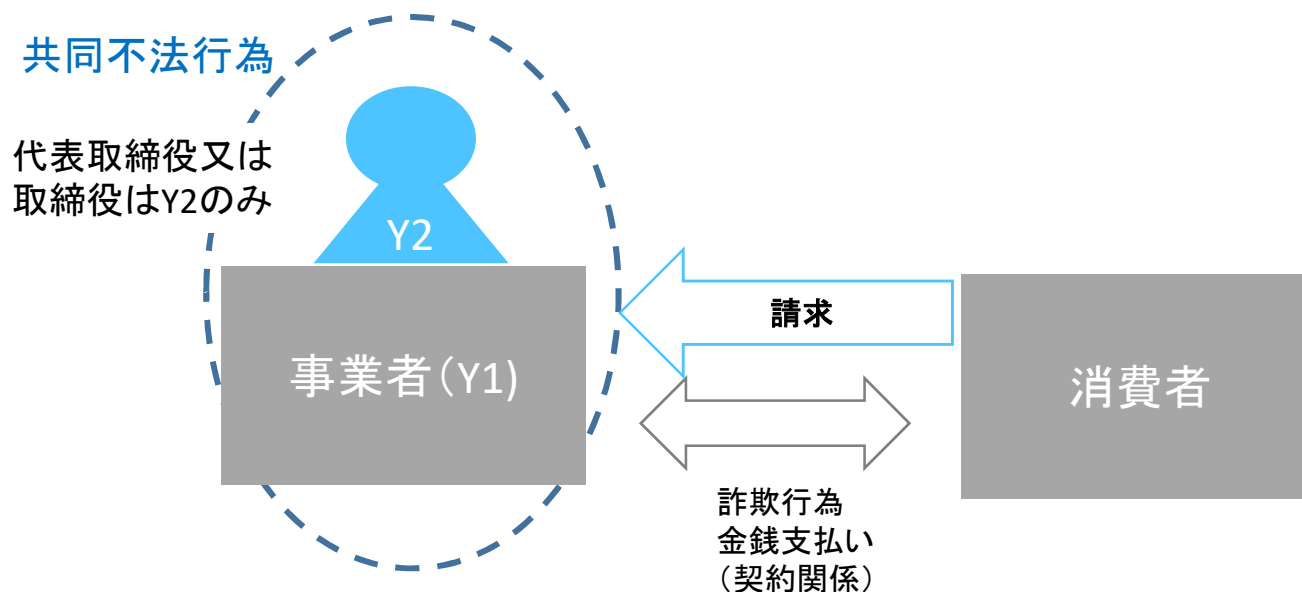 共同不法行為
代表取締役又は
取締役はY2のみ
Y2
事業者（Y1)
請求
消費者
詐欺行為
金銭支払い
（契約関係）